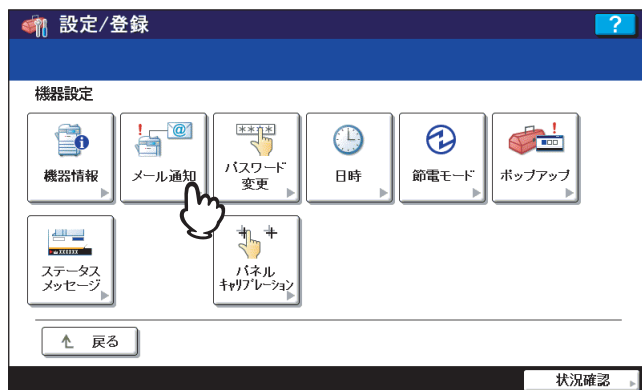 設定/登録
?
機器設定
機器情報
メール通知
パスワード
変更
日時
節電モード
ポップアップ
ステータス
メッセージ
パネル
ｷｬﾘﾌﾞﾚｰｼｮﾝ
戻る
状況確認